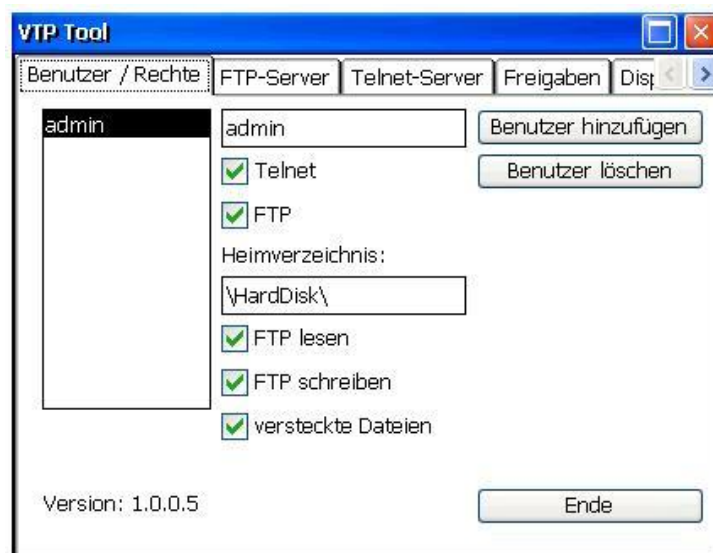 VTP Tool
Benutzer / Rechte FTP-Server Telnet-Server Freigaben
admin admin Benutzer hinzufügen
Telnet Benutzer löschen
FTP
Heimverzeichnis:
\HardDisk\
FTP lesen
FTP schreiben
versteckte Dateien
Version: 1.0.0.5 Ende